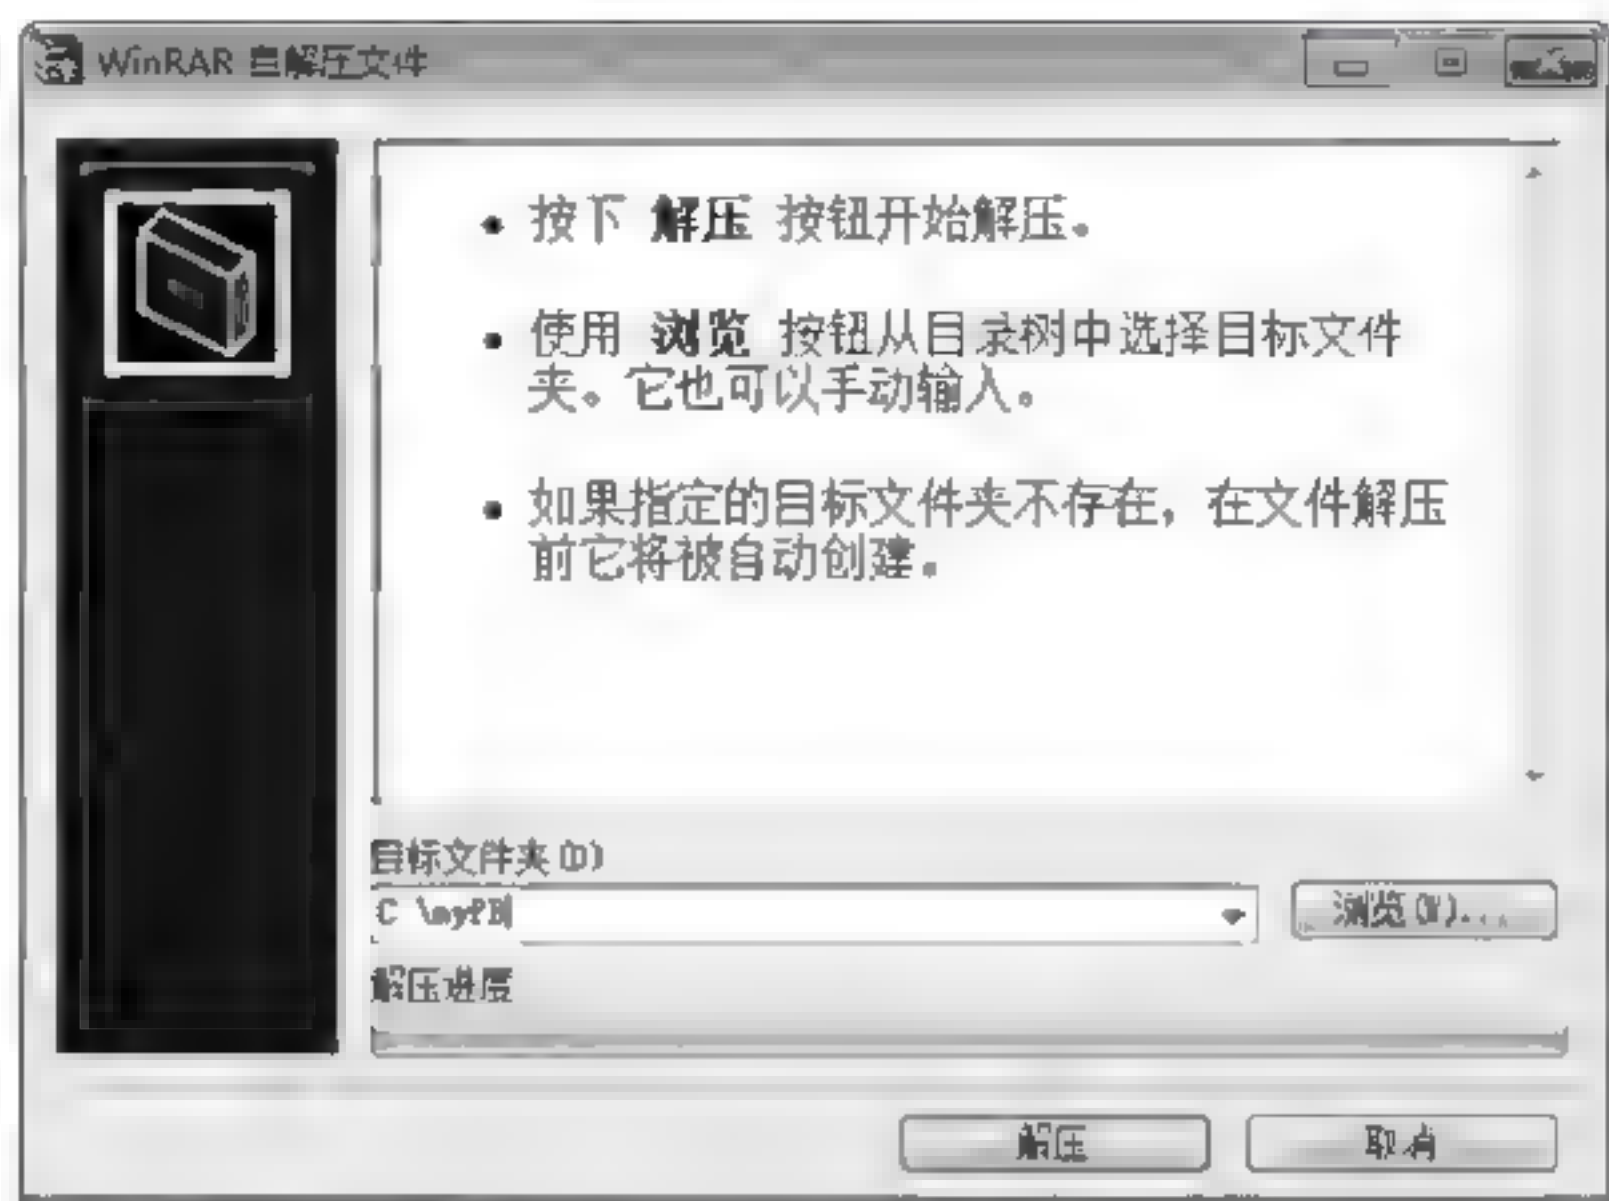 WinRAR 自解压文件
按下 解压 按钮开始解压。
使用 浏览 按钮从目录树中选择目标文件
夹。它也可以手动输入。
如果指定的目标文件夹不存在，在文件解压
前它将被自动创建。
目标文件夹(D)
C \myPB
浏览(W)...
解压进度
解压
取消